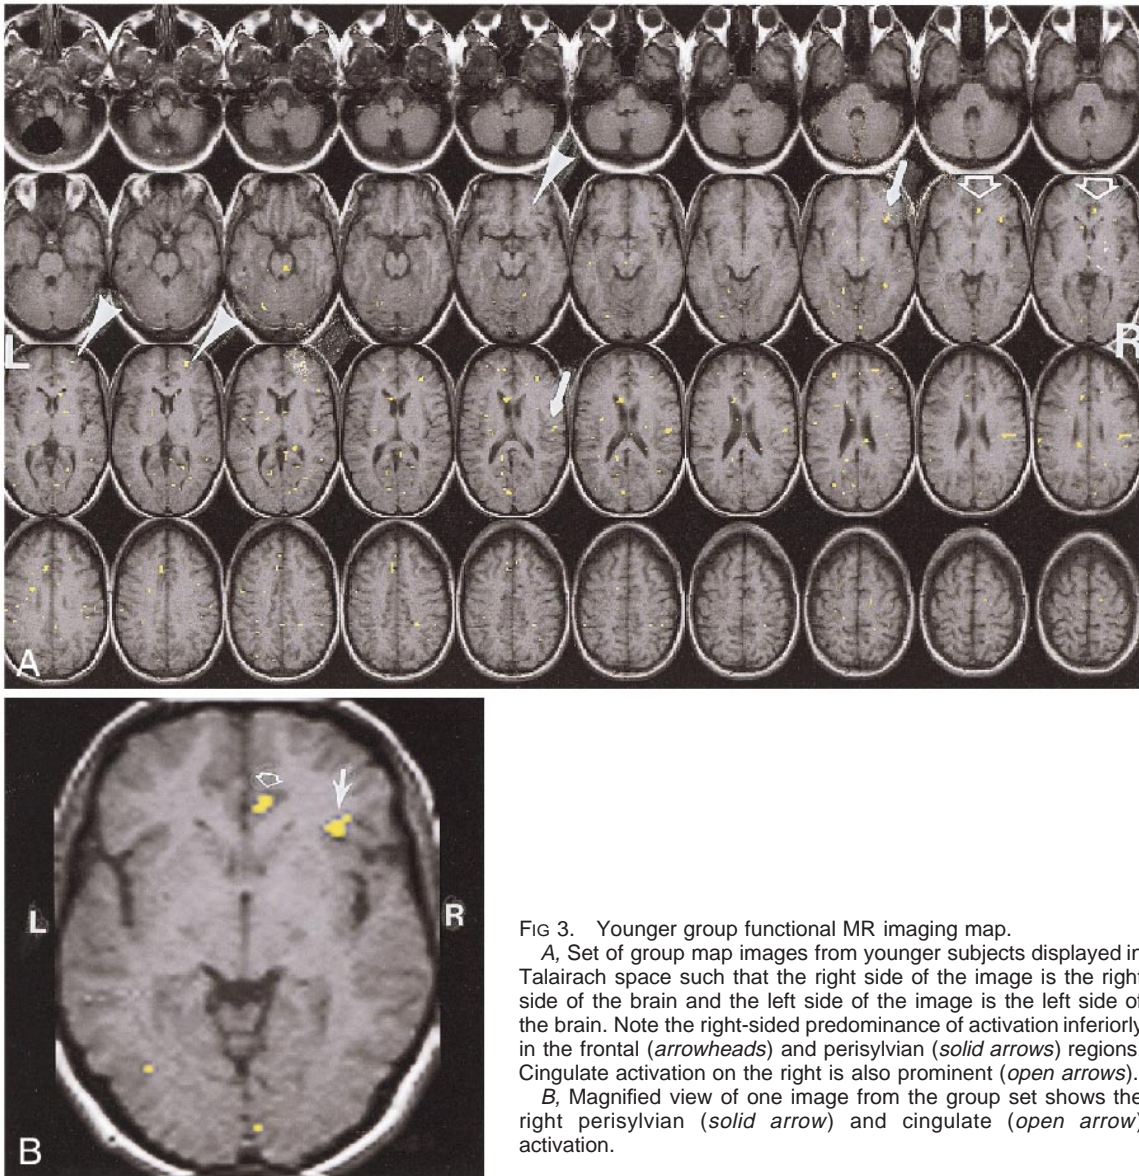 L
R
A
L
R
B
FIG 3. Younger group functional MR imaging map.
A, Set of group map images from younger subjects displayed in
Talairach space such that the right side of the image is the right
side of the brain and the left side of the image is the left side of
the brain. Note the right-sided predominance of activation inferiorly
in the frontal (arrowheads) and perisylvian (solid arrows) regions.
Cingulate activation on the right is also prominent (open arrows).
B, Magnified view of one image from the group set shows the
right perisylvian (solid arrow) and cingulate (open arrow)
activation.